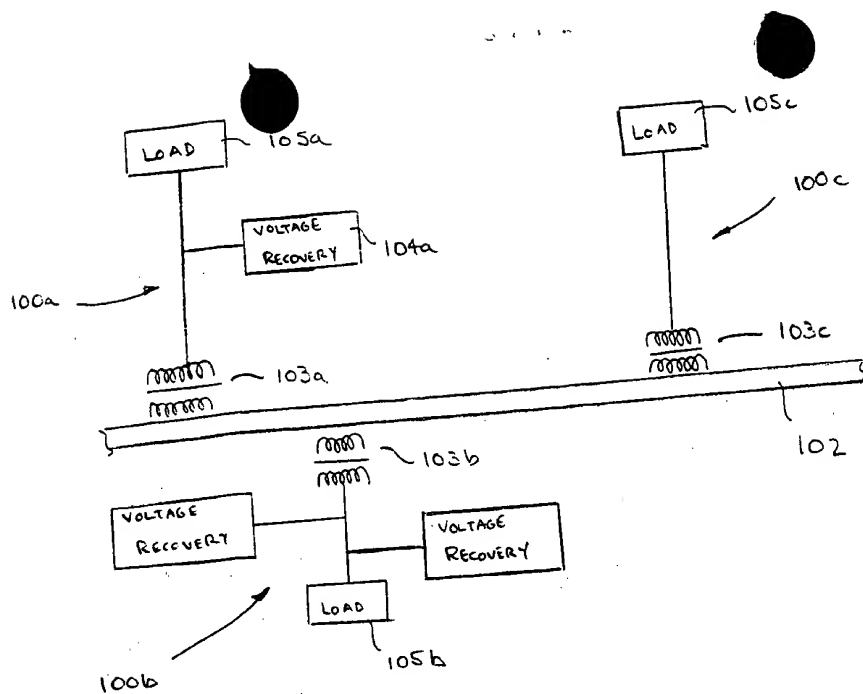 105c
LOAD
105a
LOAD
100c
VOLTAGE
RECOVERY
104a
100a
103c
103a
102
103b
VOLTAGE
RECOVERY
VOLTAGE
RECOVERY
LOAD
105b
100b